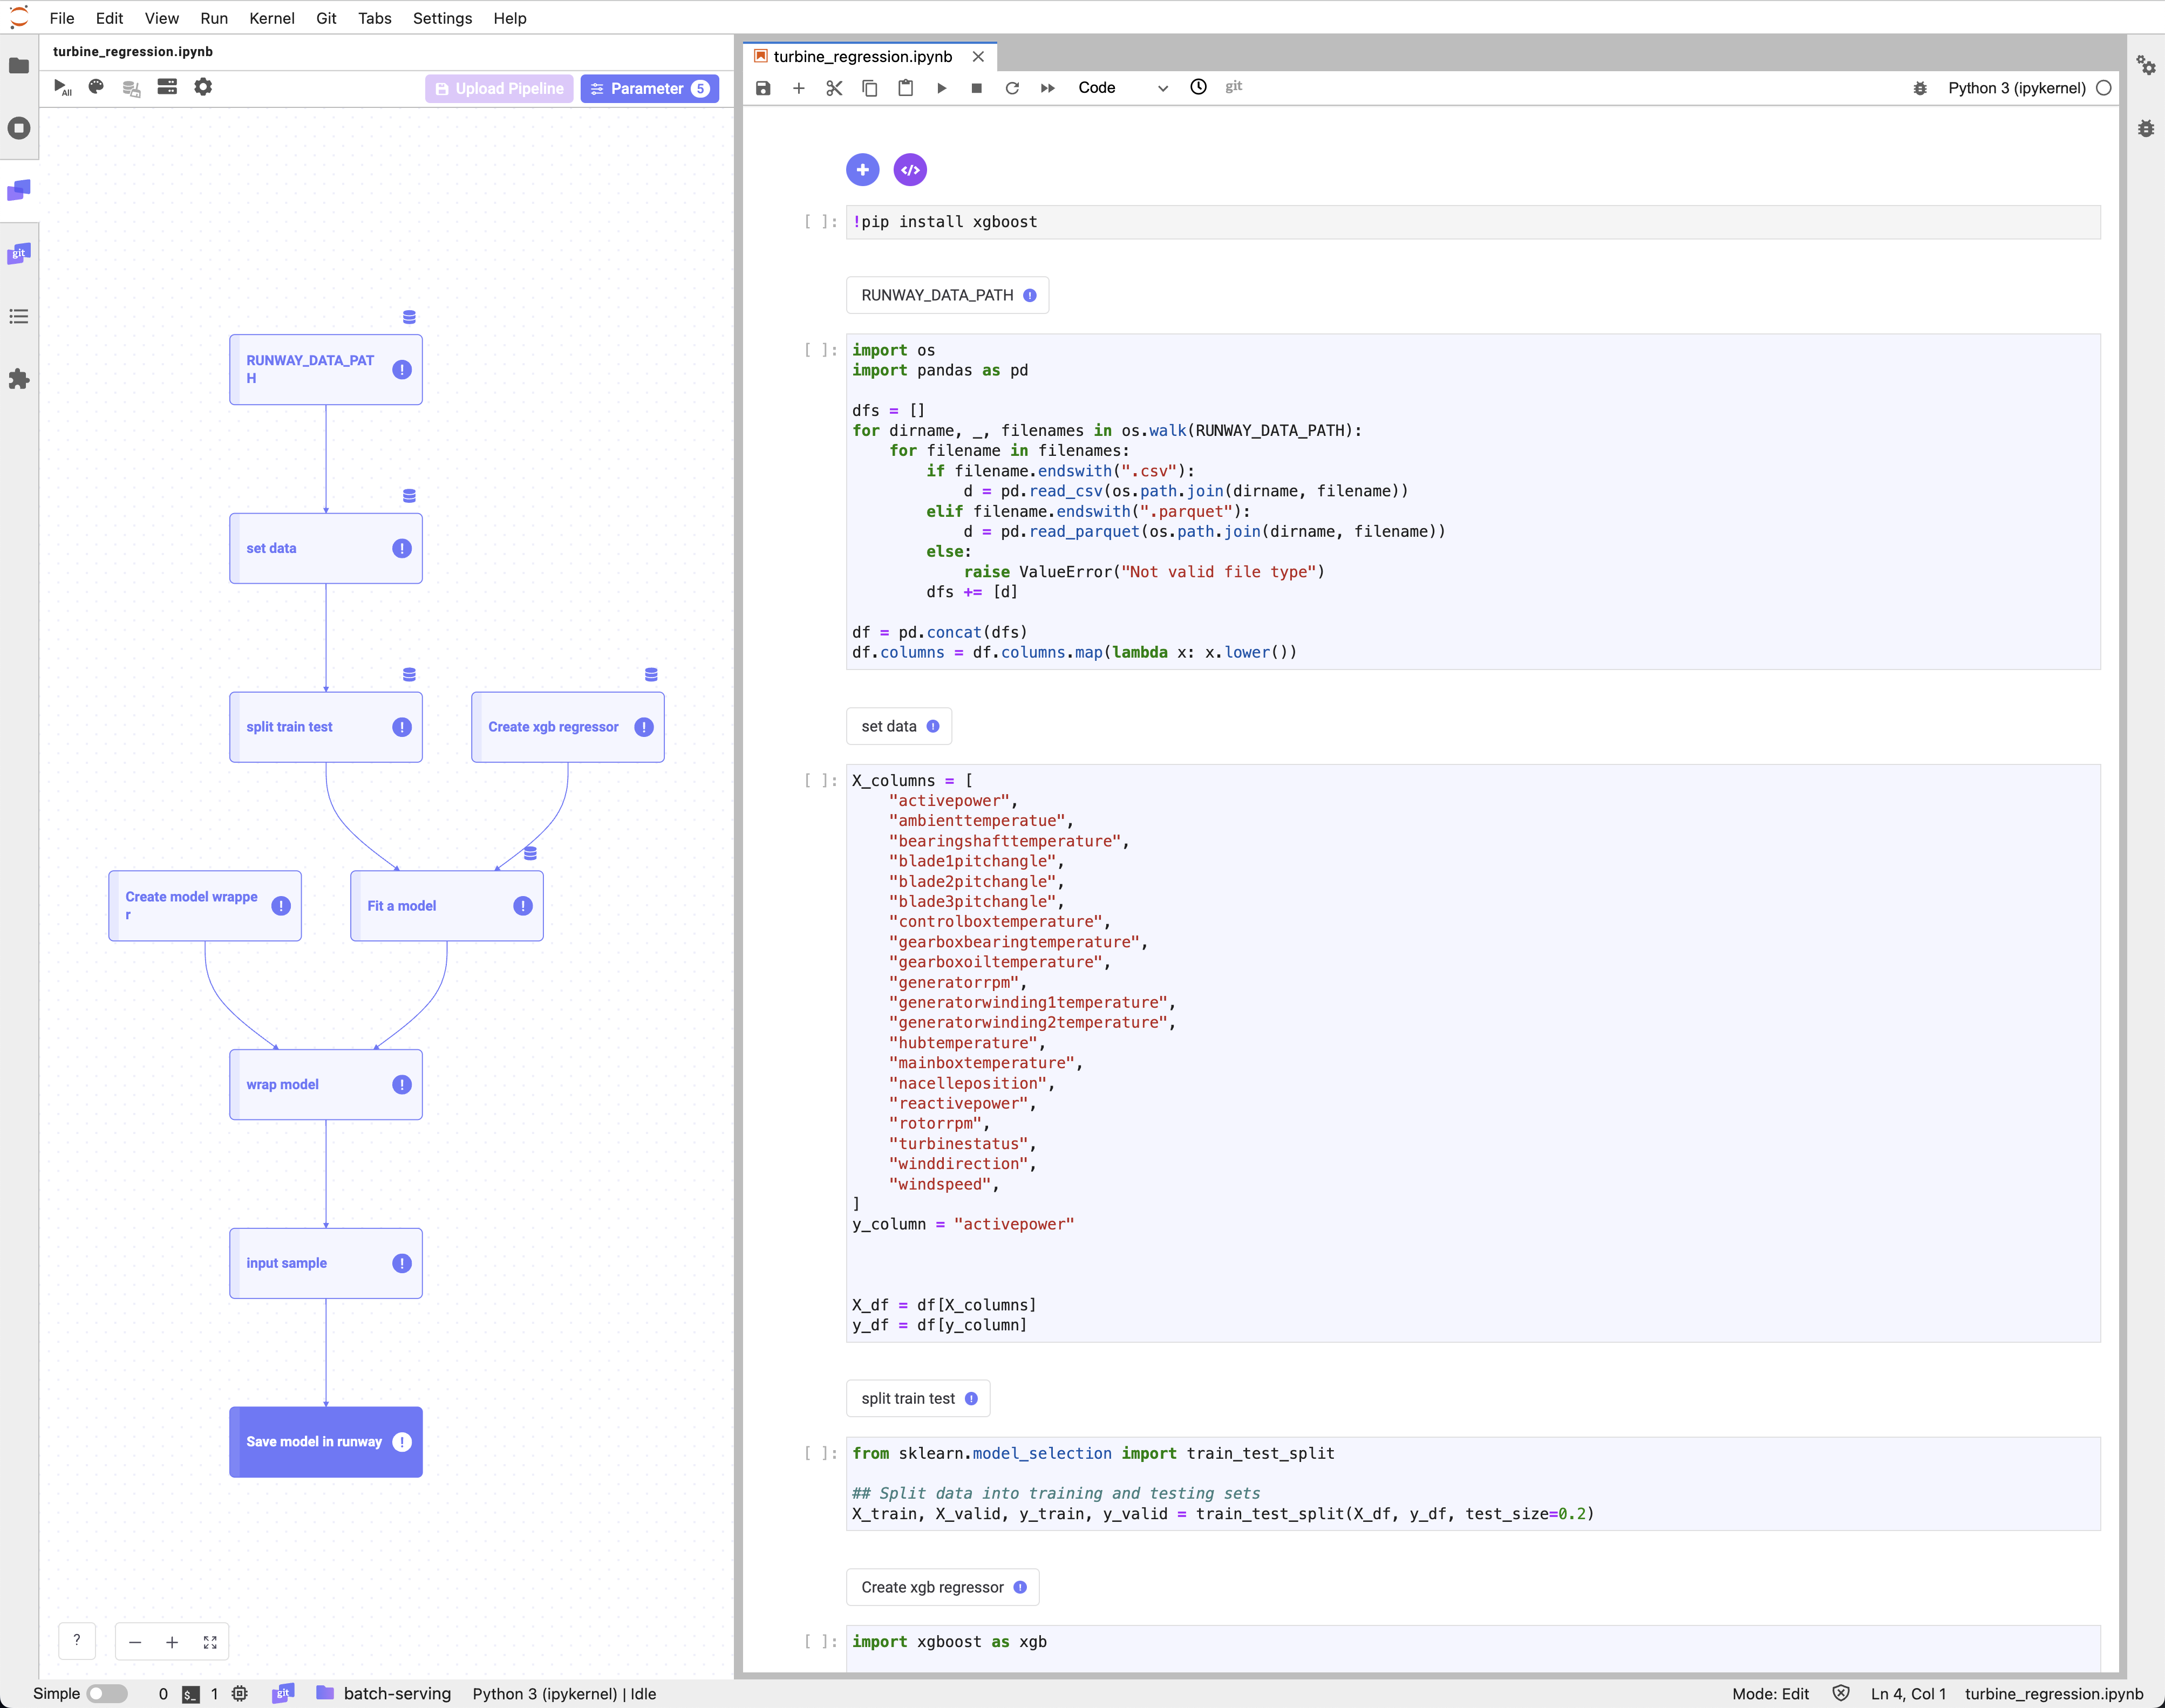 File Edit View Run Kernel Git Tabs Settings Help
turbine_regression.ipynb
All
Upload Pipeline
Parameter 5
RUNWAY_DATA_PAT
H
set data
split train test
Create xgb regressor
Create model wrappe
r
Fit a model
wrap model
input sample
Save model in runway
?
git
turbine_regression.ipynb
Code
git
Python 3 (ipykernel)
[ ]:
!pip install xgboost
RUNWAY_DATA_PATH
[ ]:
import os
import pandas as pd
dfs = []
for dirname, _, filenames in os.walk(RUNWAY_DATA_PATH):
for filename in filenames:
if filename.endswith(".csv"):
d = pd.read_csv(os.path.join(dirname, filename))
elif filename.endswith(".parquet"):
d = pd.read_parquet(os.path.join(dirname, filename))
else:
raise ValueError("Not valid file type")
dfs += [d]
df = pd.concat(dfs)
df.columns = df.columns.map(lambda x: x.lower())
set data
[ ]:
X_columns = [
"activepower",
"ambienttemperatue",
"bearingshafttemperature",
"blade1pitchangle",
"blade2pitchangle",
"blade3pitchangle",
"controlboxtemperature",
"gearboxbearingtemperature",
"gearboxoiltemperature",
"generatorrpm",
"generatorwinding1temperature",
"generatorwinding2temperature",
"hubtemperature",
"mainboxtemperature",
"nacelleposition",
"reactivepower",
"rotorrpm",
"turbinestatus",
"winddirection",
"windspeed",
]
y_column = "activepower"
X_df = df[X_columns]
y_df = df[y_column]
split train test
[ ]:
from sklearn.model_selection import train_test_split
## Split data into training and testing sets
X_train, X_valid, y_train, y_valid = train_test_split(X_df, y_df, test_size=0.2)
Create xgb regressor
[ ]:
import xgboost as xgb
Simple 0 $_ 1 git batch-serving Python 3 (ipykernel) | Idle Mode: Edit Ln 4, Col 1 turbine_regression.ipynb